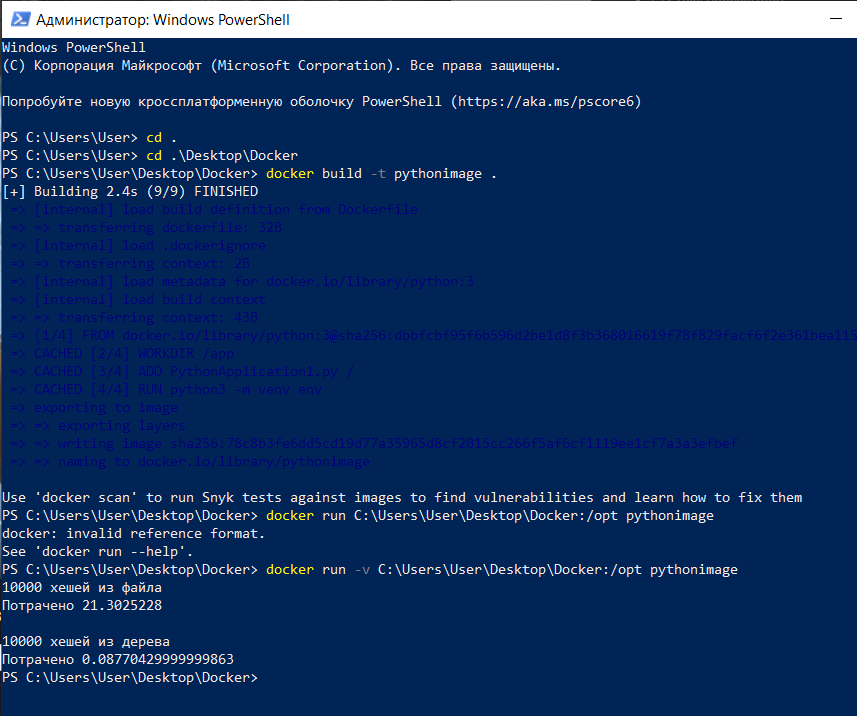 Администратор: Windows PowerShell
Windows PowerShell
(C) Корпорация Майкрософт (Microsoft Corporation). Все права защищены.
Попробуйте новую кроссплатформенную оболочку PowerShell (https://aka.ms/pscore6)
PS C:\Users\User> cd .
PS C:\Users\User> cd .\Desktop\Docker
PS C:\Users\User\Desktop\Docker> docker build -t pythonimage .
[+] Building 2.4s (9/9) FINISHED
=> [internal] load build definition from Dockerfile
=> => transferring dockerfile: 32B
=> [internal] load .dockerignore
=> => transferring context: 2B
=> [internal] load metadata for docker.io/library/python:3
=> [internal] load build context
=> => transferring context: 43B
=> [1/4] FROM docker.io/library/python:3@sha256:dbbfcbf95f6b596d2be1d8f3b368016619f78f829facf6f2e361bea115
=> CACHED [2/4] WORKDIR /app
=> CACHED [3/4] ADD PythonApplication1.py /
=> CACHED [4/4] RUN python3 -m venv env
=> exporting to image
=> => exporting layers
=> => writing image sha256:78c8b3fe6dd5cd19d77a35965d8cf2015cc266f5af6cf1119ee1cf7a3a3efbef
=> => naming to docker.io/library/pythonimage
Use 'docker scan' to run Snyk tests against images to find vulnerabilities and learn how to fix them
PS C:\Users\User\Desktop\Docker> docker run C:\Users\User\Desktop\Docker:/opt pythonimage
docker: invalid reference format.
See 'docker run --help'.
PS C:\Users\User\Desktop\Docker> docker run -v C:\Users\User\Desktop\Docker:/opt pythonimage
10000 хешей из файла
Потрачено 21.3025228
10000 хешей из дерева
Потрачено 0.08770429999999863
PS C:\Users\User\Desktop\Docker>